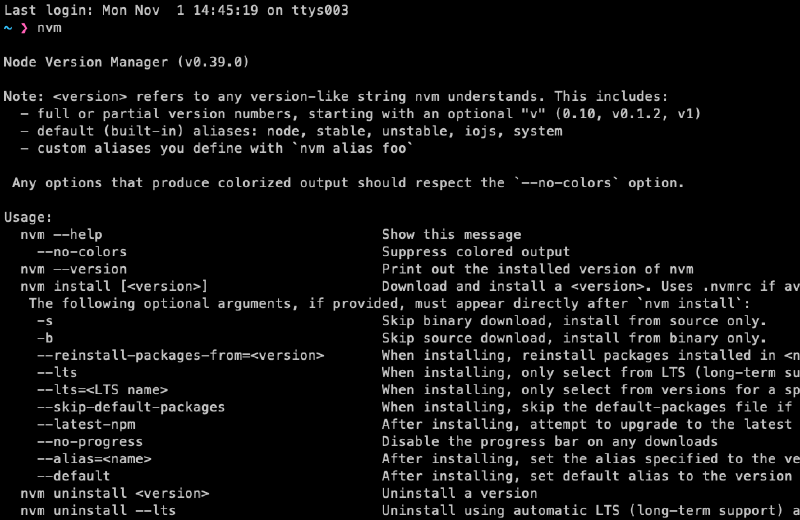 Last login: Mon Nov  1 14:45:19 on ttys003
~ ❯ nvm

Node Version Manager (v0.39.0)

Note: <version> refers to any version-like string nvm understands. This includes:
  - full or partial version numbers, starting with an optional "v" (0.10, v0.1.2, v1)
  - default (built-in) aliases: node, stable, unstable, iojs, system
  - custom aliases you define with `nvm alias foo`

 Any options that produce colorized output should respect the `--no-colors` option.

Usage:
  nvm --help                                  Show this message
    --no-colors                               Suppress colored output
  nvm --version                               Print out the installed version of nvm
  nvm install [<version>]                     Download and install a <version>. Uses .nvmrc if av
   The following optional arguments, if provided, must appear directly after `nvm install`:
    -s                                        Skip binary download, install from source only.
    -b                                        Skip source download, install from binary only.
    --reinstall-packages-from=<version>       When installing, reinstall packages installed in <n
    --lts                                     When installing, only select from LTS (long-term su
    --lts=<LTS name>                          When installing, only select from versions for a sp
    --skip-default-packages                   When installing, skip the default-packages file if
    --latest-npm                              After installing, attempt to upgrade to the latest
    --no-progress                             Disable the progress bar on any downloads
    --alias=<name>                            After installing, set the alias specified to the ve
    --default                                 After installing, set default alias to the version
  nvm uninstall <version>                     Uninstall a version
  nvm uninstall --lts                         Uninstall using automatic LTS (long-term support) a